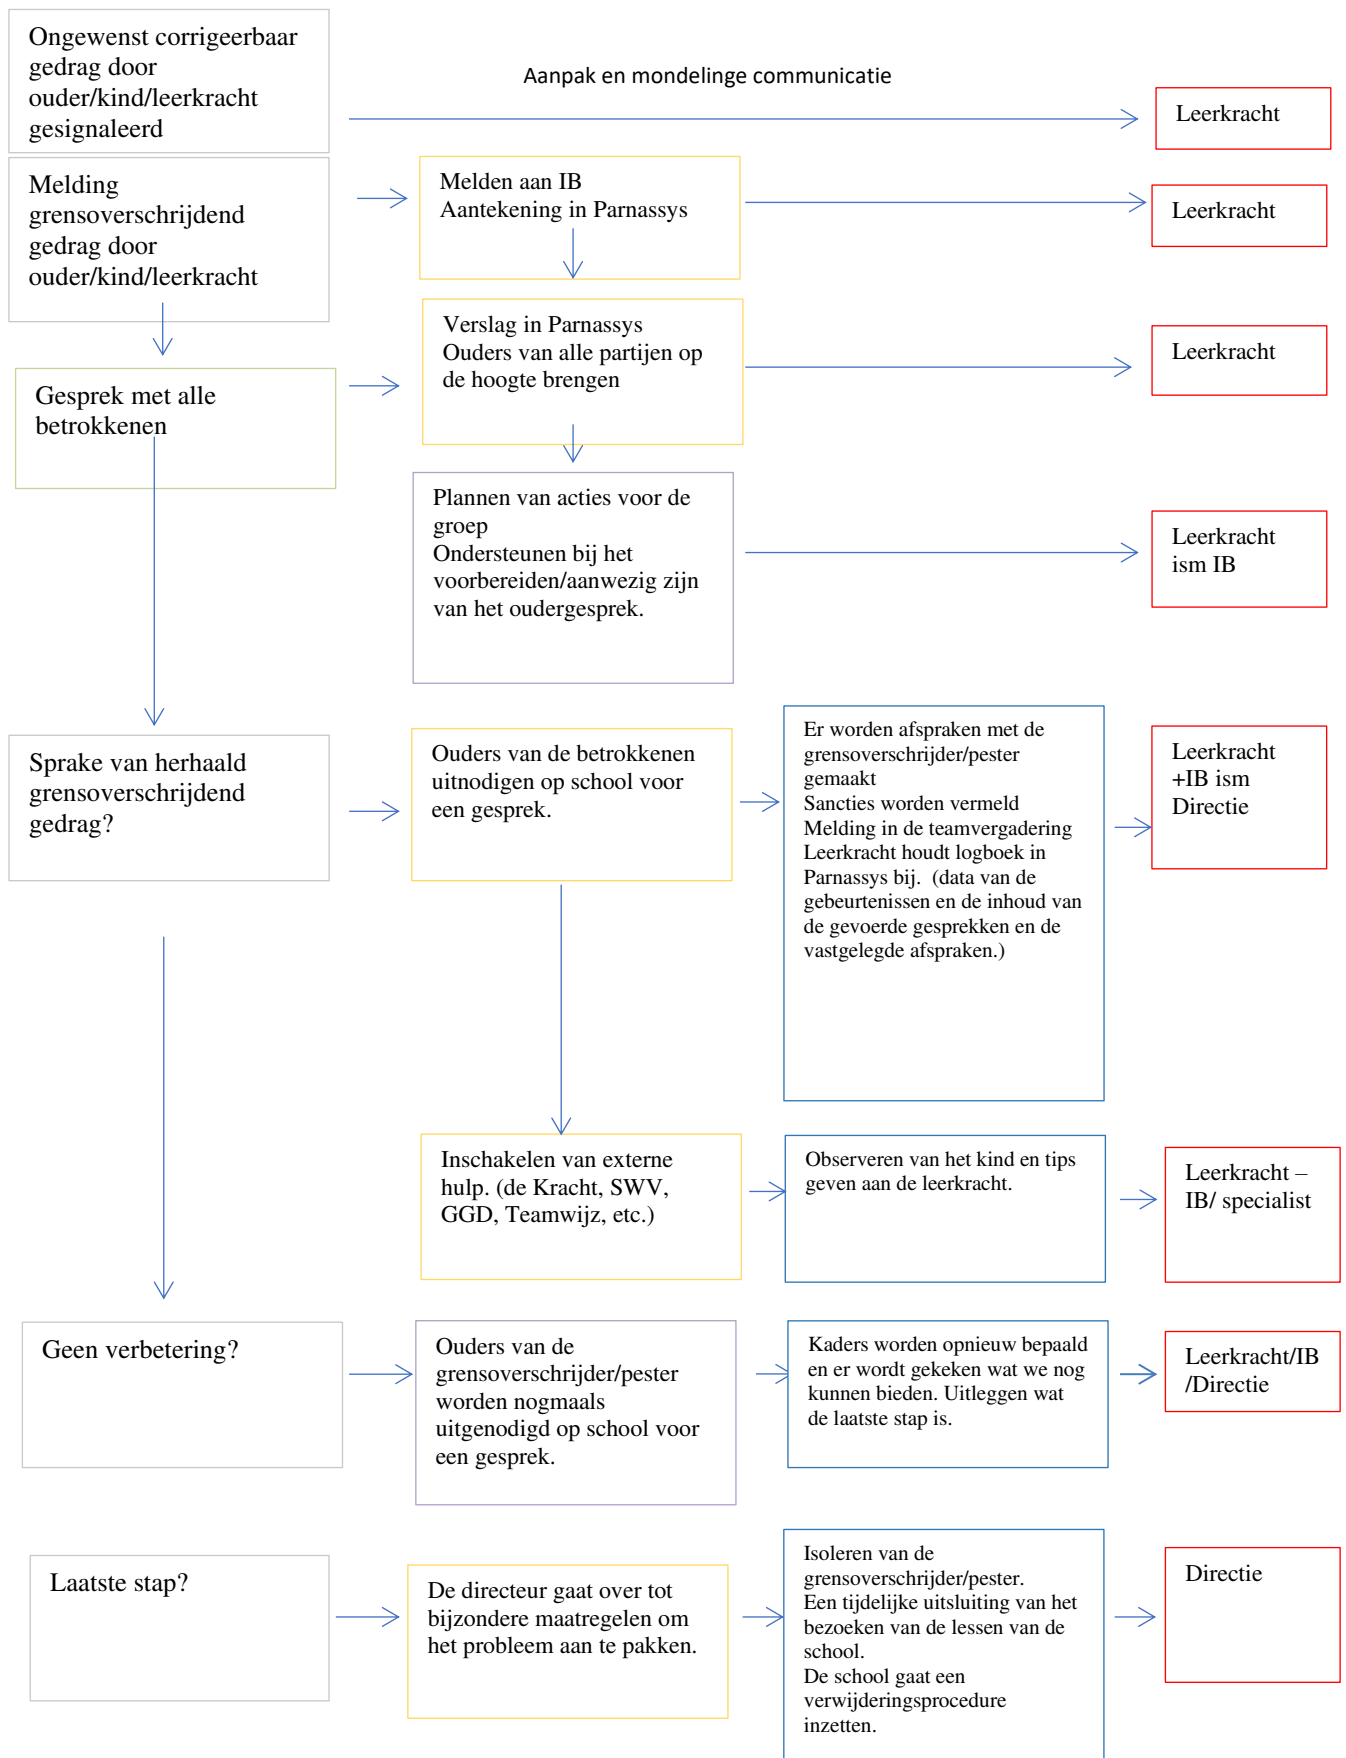 Ongewenst corrigeerbaar
gedrag door
ouder/kind/leerkracht
gesignaleerd
Aanpak en mondelinge communicatie
Leerkracht
Melding
grensoverschrijdend
gedrag door
ouder/kind/leerkracht
Melden aan IB
Aantekening in Parnassys
Leerkracht
Gesprek met alle
betrokkenen
Verslag in Parnassys
Ouders van alle partijen op
de hoogte brengen
Leerkracht
Plannen van acties voor de
groep
Ondersteunen bij het
voorbereiden/aanwezig zijn
van het oudergesprek.
Leerkracht
ism IB
Sprake van herhaald
grensoverschrijdend
gedrag?
Ouders van de betrokkenen
uitnodigen op school voor
een gesprek.
Er worden afspraken met de
grensoverschrijder/pester
gemaakt
Sancties worden vermeld
Melding in de teamvergadering
Leerkracht houdt logboek in
Parnassys bij.  (data van de
gebeurtenissen en de inhoud van
de gevoerde gesprekken en de
vastgelegde afspraken.)
Leerkracht
+IB ism
Directie
Inschakelen van externe
hulp. (de Kracht, SWV,
GGD, Teamwijz, etc.)
Observeren van het kind en tips
geven aan de leerkracht.
Leerkracht –
IB/ specialist
Geen verbetering?
Ouders van de
grensoverschrijder/pester
worden nogmaals
uitgenodigd op school voor
een gesprek.
Kaders worden opnieuw bepaald
en er wordt gekeken wat we nog
kunnen bieden. Uitleggen wat
de laatste stap is.
Leerkracht/IB
/Directie
Laatste stap?
De directeur gaat over tot
bijzondere maatregelen om
het probleem aan te pakken.
Isoleren van de
grensoverschrijder/pester.
Een tijdelijke uitsluiting van het
bezoeken van de lessen van de
school.
De school gaat een
verwijderingsprocedure
inzetten.
Directie